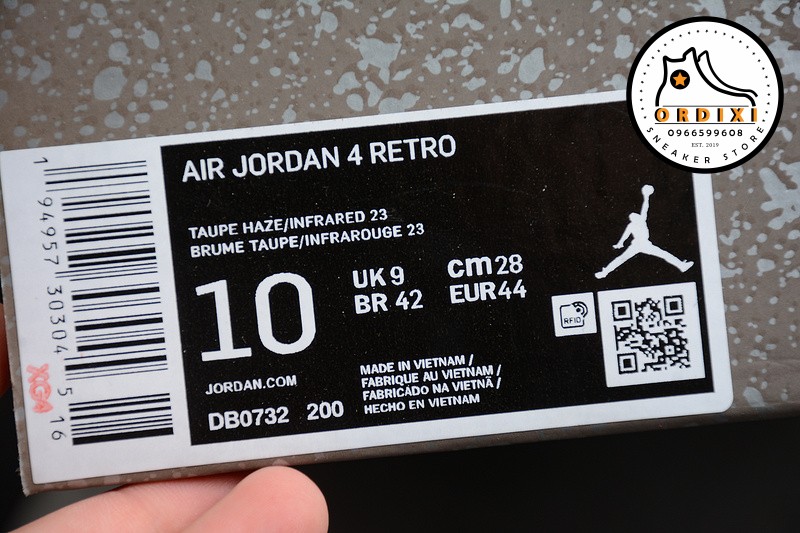 ORDIXI
0966599608
EST. 2019
SNEAKER STORE
AIR JORDAN 4 RETRO
TAUPE HAZE/INFRARED 23
BRUME TAUPE/INFRAROUGE 23
10
UK 9
cm 28
BR 42
EUR 44
RFID
JORDAN.COM
DB0732 200
MADE IN VIETNAM /
FABRIQUE AU VIETNAM /
FABRICADO NA VIETNÃ /
HECHO EN VIETNAM
1 94957 30304 5 16
XG4